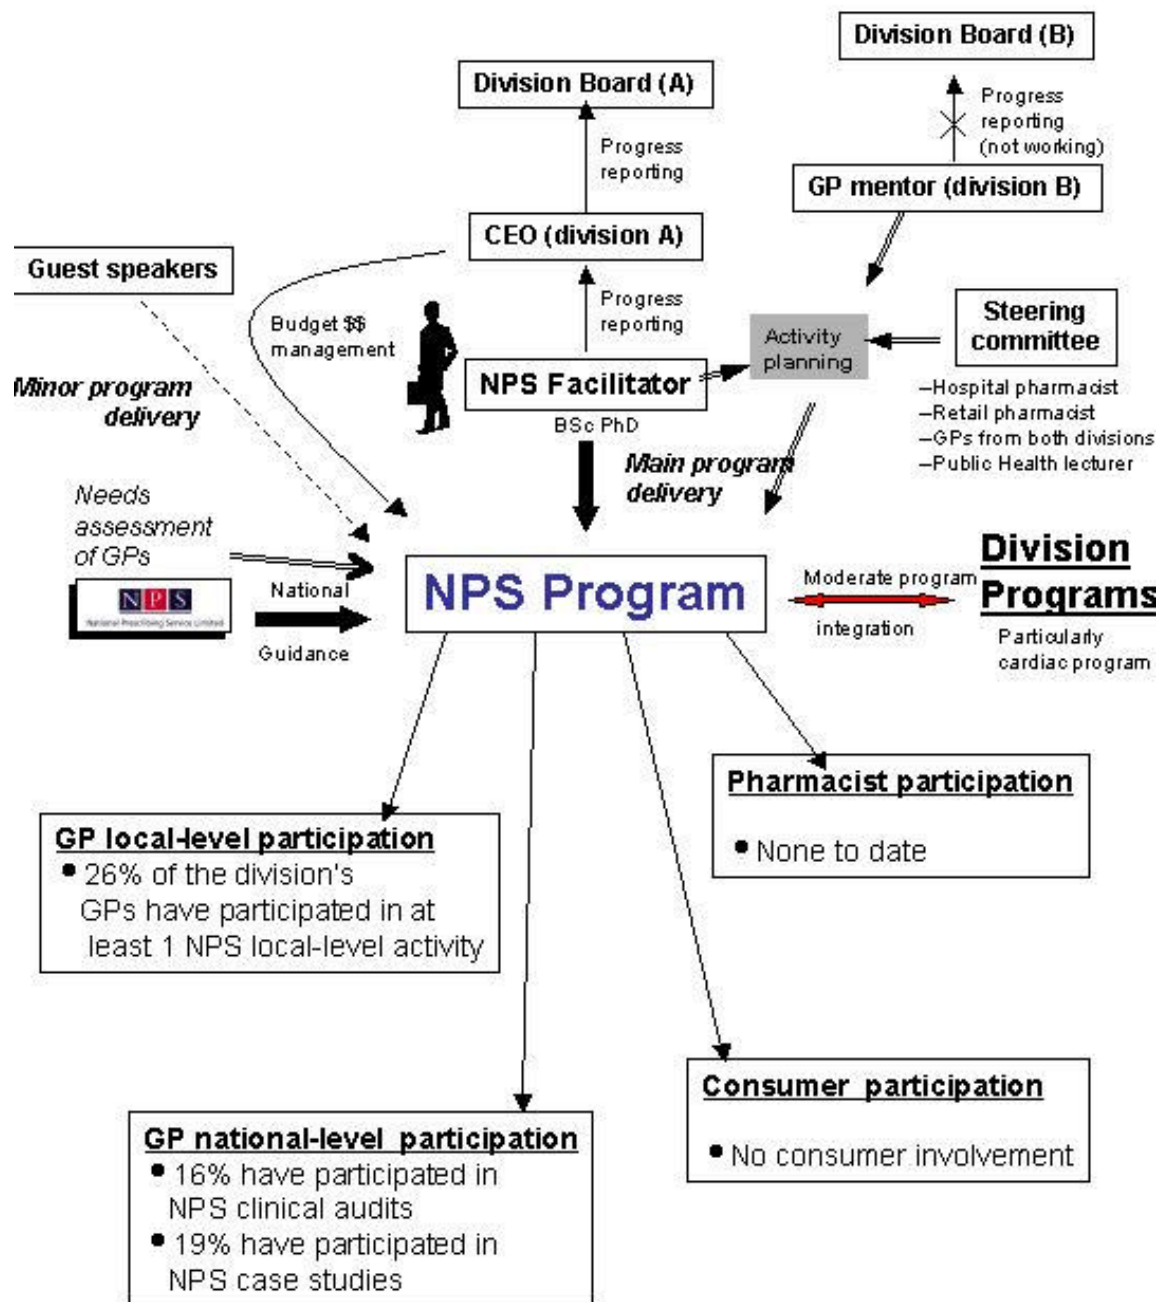 Division Board (B)
Division Board (A)
Progress
reporting
(not working)
Progress
reporting
GP mentor (division B)
CEO (division A)
Guest speakers
Progress
reporting
Steering
committee
Budget $$
management
Activity
planning
NPS Facilitator
BSc PhD
–Hospital pharmacist
–Retail pharmacist
–GPs from both divisions
–Public Health lecturer
Minor program
delivery
Main program
delivery
Needs
assessment
of GPs
NPS
National Prescribing Service Limited
National
Guidance
NPS Program
Moderate program
integration
Division
Programs
Particularly
cardiac program
Pharmacist participation
• None to date
GP local-level participation
• 26% of the division's
GPs have participated in at
least 1 NPS local-level activity
Consumer participation
• No consumer involvement
GP national-level participation
• 16% have participated in
NPS clinical audits
• 19% have participated in
NPS case studies